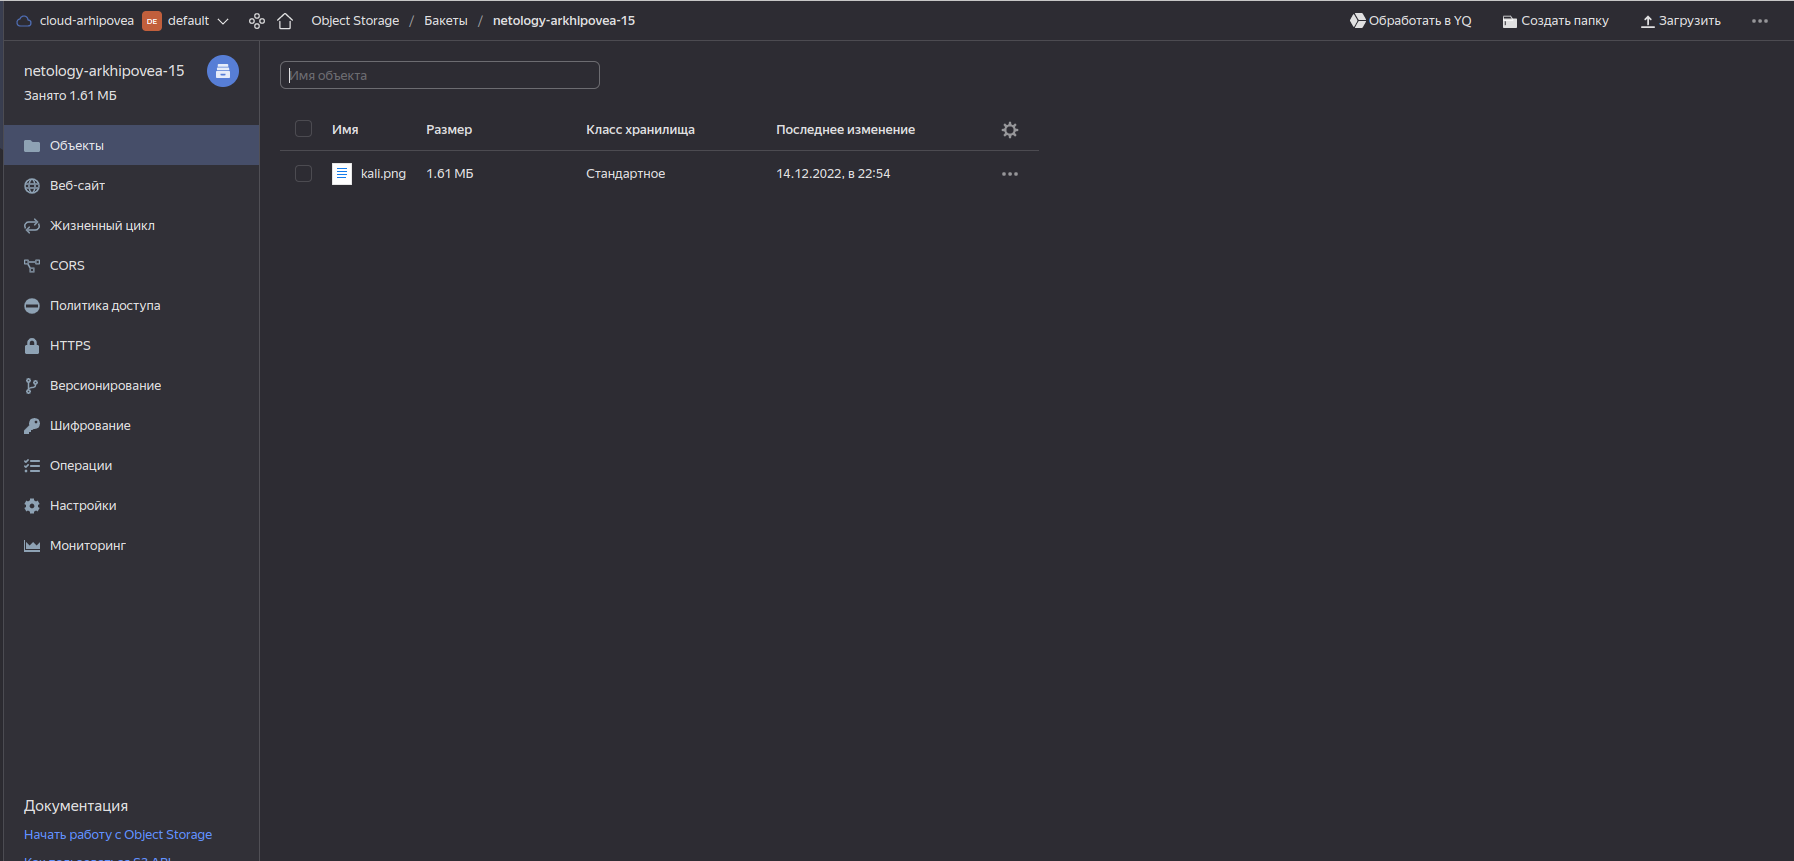 cloud-arhipovea DE default Object Storage / Бакеты / netology-arkhipovea-15 Обработать в YQ Создать папку Загрузить
netology-arkhipovea-15
Занято 1.61 МБ
Объекты
Веб-сайт
Жизненный цикл
CORS
Политика доступа
HTTPS
Версионирование
Шифрование
Операции
Настройки
Мониторинг
Документация
Начать работу с Object Storage
Имя объекта
Имя Размер Класс хранилища Последнее изменение
kali.png 1.61 МБ Стандартное 14.12.2022, в 22:54